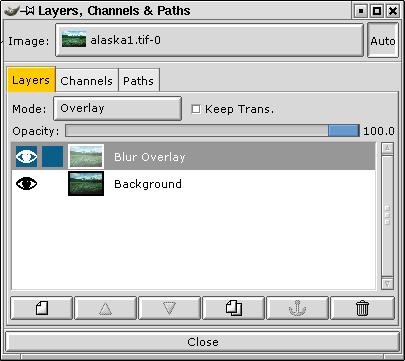 Layers, Channels & Paths
Image: alaska1.tif-0 Auto
Layers Channels Paths
Mode: Overlay Keep Trans.
Opacity: 100.0
Blur Overlay
Background
Close